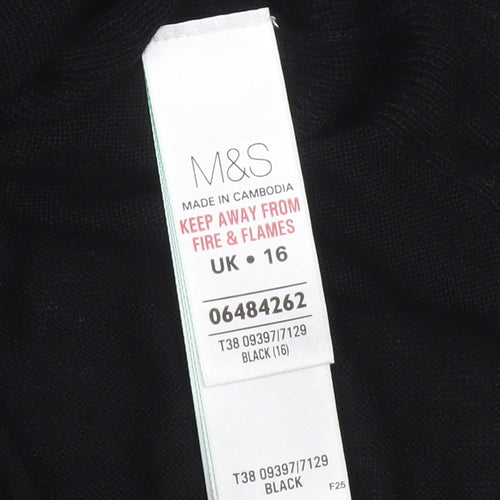 M&S
MADE IN CAMBODIA
KEEP AWAY FROM
FIRE & FLAMES
UK • 16
06484262
T38 09397/7129
BLACK (16)
T38 09397/7129
BLACK
F25